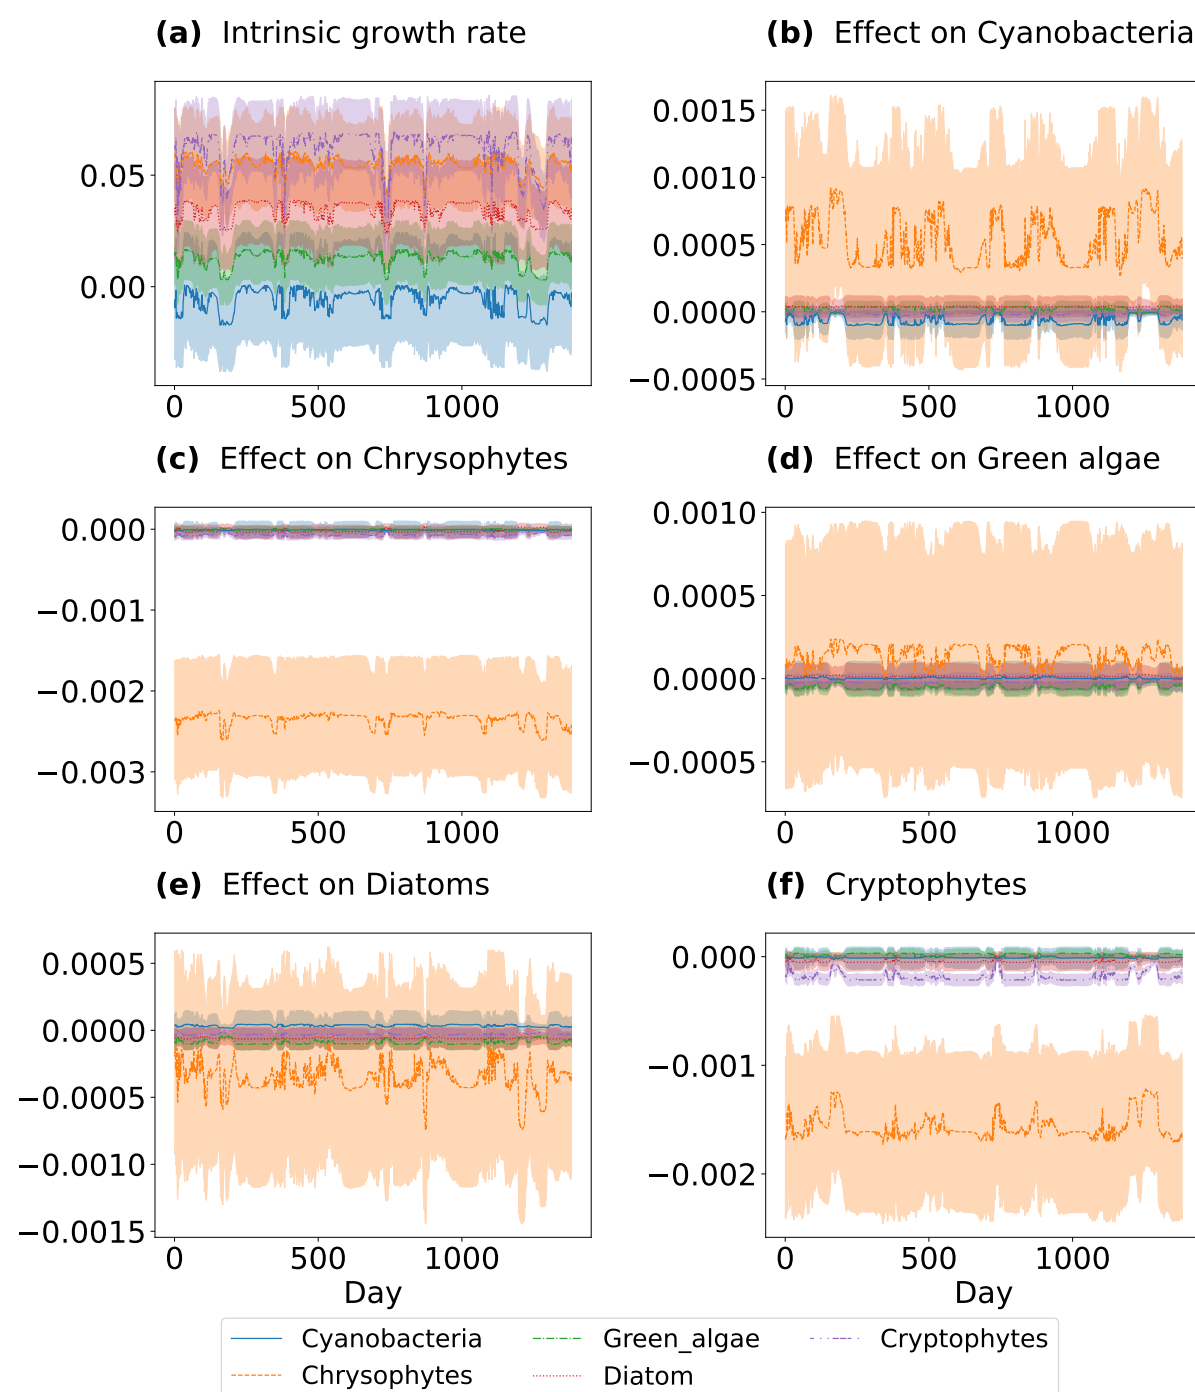 (a) Intrinsic growth rate
(b) Effect on Cyanobacteria
0.05
0.00
0 500 1000
0.0015
0.0010
0.0005
0.0000
−0.0005
0 500 1000
(c) Effect on Chrysophytes
(d) Effect on Green algae
0.000
−0.001
−0.002
−0.003
0 500 1000
0.0010
0.0005
0.0000
−0.0005
0 500 1000
(e) Effect on Diatoms
(f) Cryptophytes
0.0005
0.0000
−0.0005
−0.0010
−0.0015
0 500 1000
Day
0.000
−0.001
−0.002
0 500 1000
Day
Cyanobacteria
Chrysophytes
Green_algae
Diatom
Cryptophytes